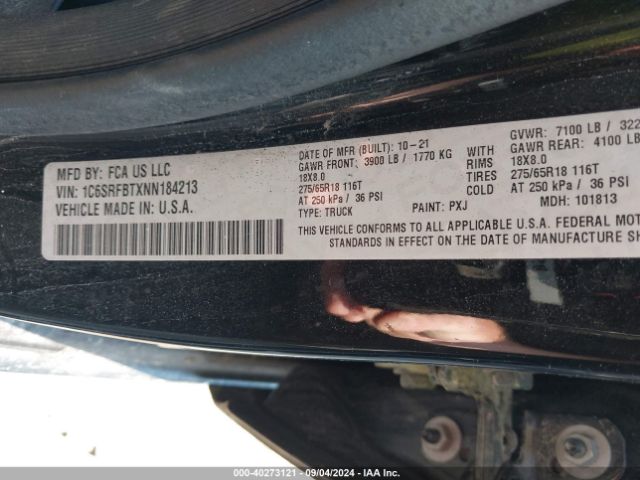 MFD BY: FCA US LLC
VIN: 1C6SRFBTXNN184213
VEHICLE MADE IN: U.S.A.
DATE OF MFR (BUILT): 10-21
GAWR FRONT: 3900 LB / 1770 KG
18X8.0
275/65R18 116T
AT 250 kPa / 36 PSI
TYPE: TRUCK
PAINT: PXJ
WITH
RIMS
TIRES
COLD
GVWR: 7100 LB / 322
GAWR REAR: 4100 LB
18X8.0
275/65R18 116T
AT 250 kPa / 36 PSI
MDH: 101813
THIS VEHICLE CONFORMS TO ALL APPLICABLE U.S.A. FEDERAL MOT
STANDARDS IN EFFECT ON THE DATE OF MANUFACTURE SH
000-40273121 - 09/04/2024 - IAA Inc.